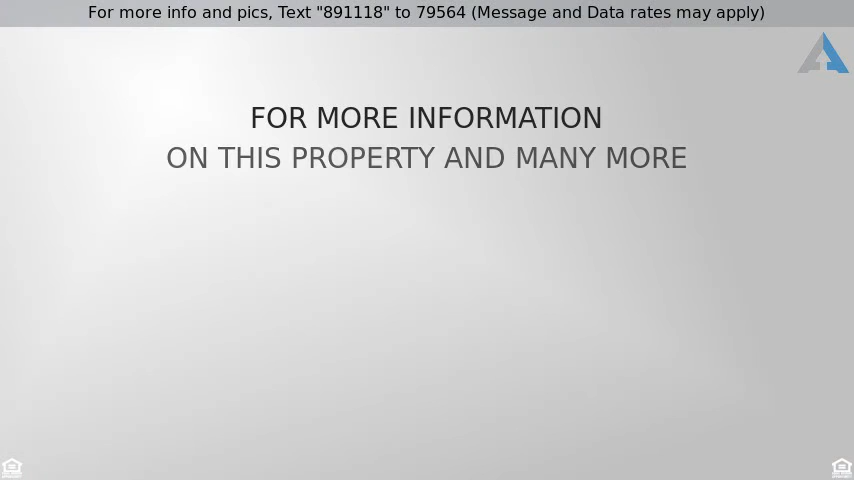 For more info and pics, Text "891118" to 79564 (Message and Data rates may apply)
FOR MORE INFORMATION
ON THIS PROPERTY AND MANY MORE